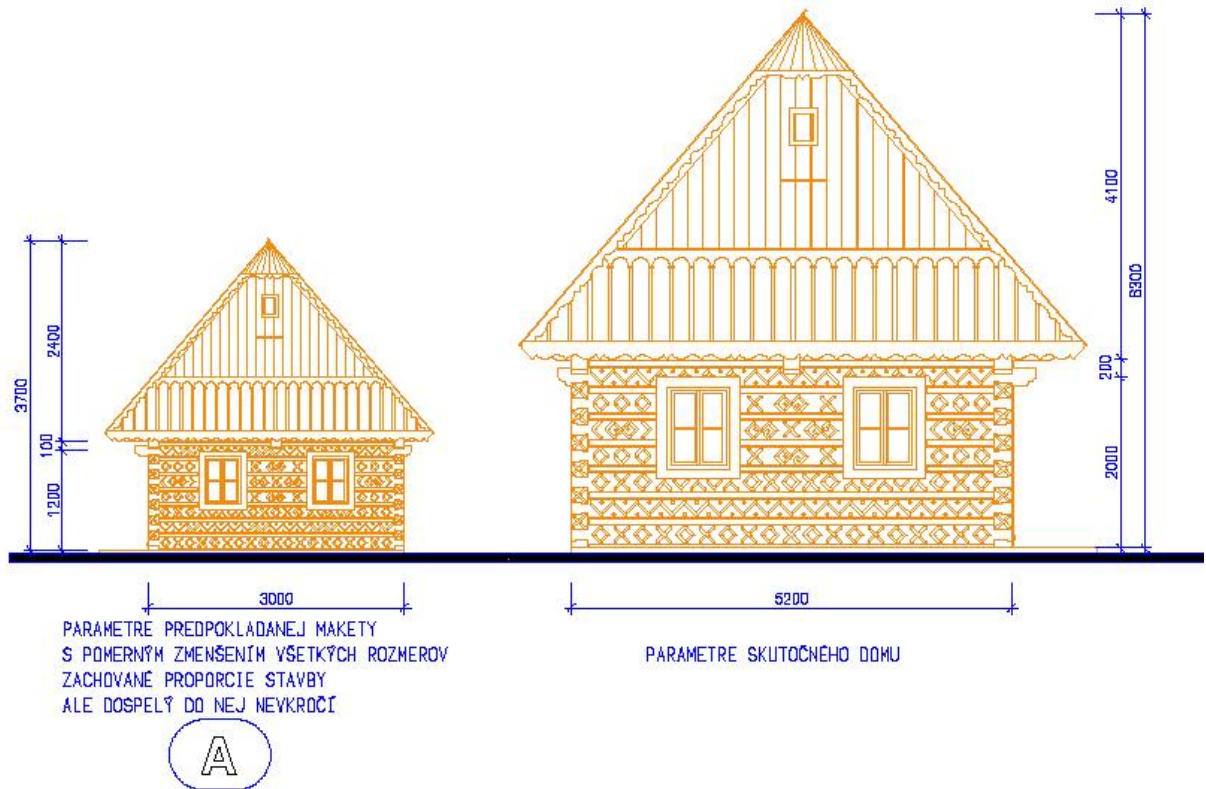 4100
6300
200
2000
2400
3700
100
1200
3000
5200
PARAMETRE PREDPOKLADANEJ MAKETY
S POMERNÝM ZMENŠENÍM VŠETKÝCH ROZMEROV
ZACHOVANÉ PROPORCIE STAVBY
ALE DOSPELÝ DO NEJ NEVKROČÍ
PARAMETRE SKUTOČNÉHO DOMU
A